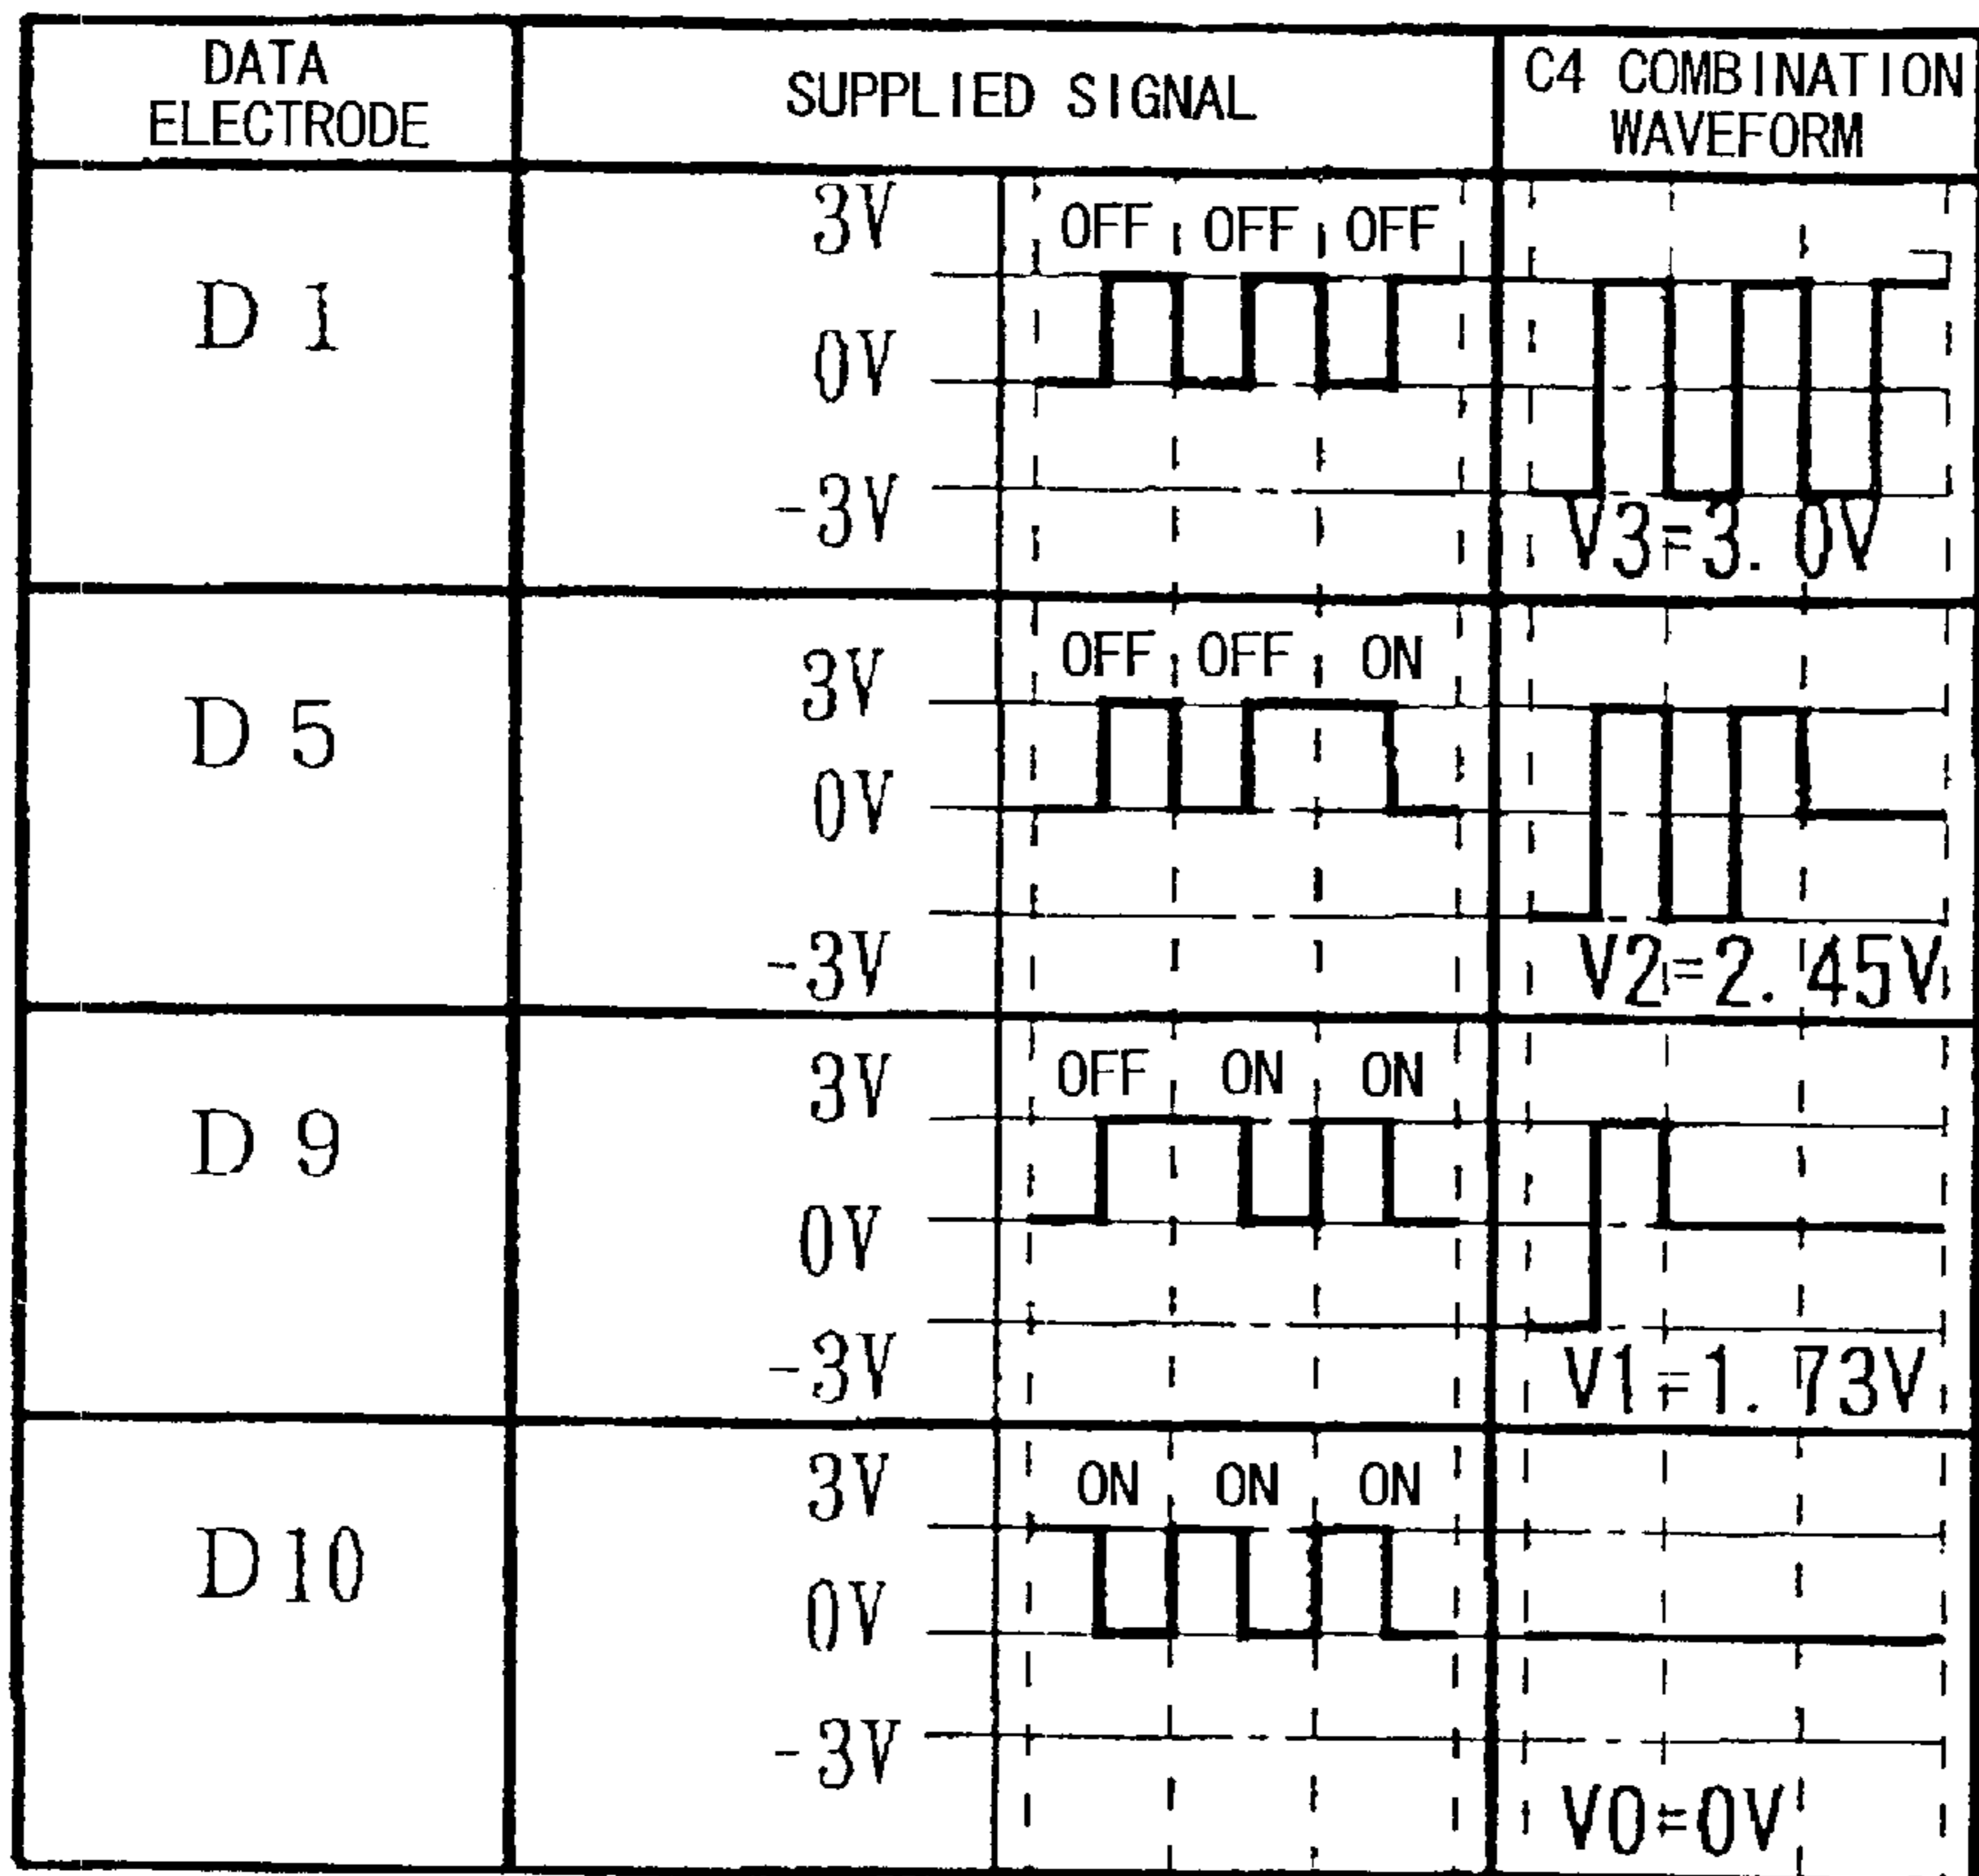 DATA
ELECTRODE
SUPPLIED SIGNAL
C4 COMBINATION
WAVEFORM
D 1
3V
0V
-3V
OFF OFF OFF
V3=3. 0V
D 5
3V
0V
-3V
OFF OFF ON
V2=2. 45V
D 9
3V
0V
-3V
OFF ON ON
V1=1. 73V
D10
3V
0V
-3V
ON ON ON
V0=0V